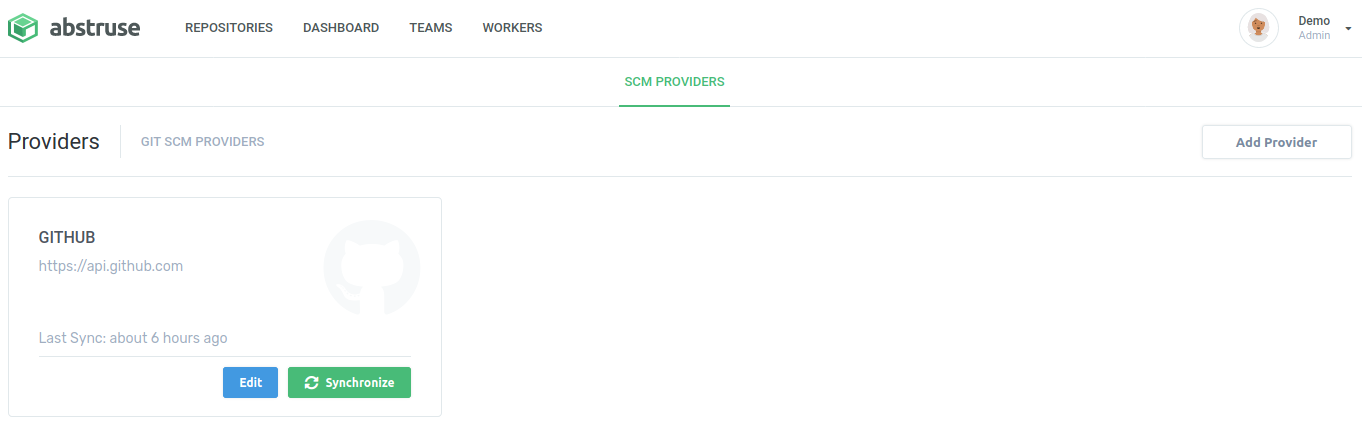 abstruse REPOSITORIES DASHBOARD TEAMS WORKERS Demo
Admin
SCM PROVIDERS
Providers GIT SCM PROVIDERS Add Provider
GITHUB
https://api.github.com
Last Sync: about 6 hours ago
Edit Synchronize